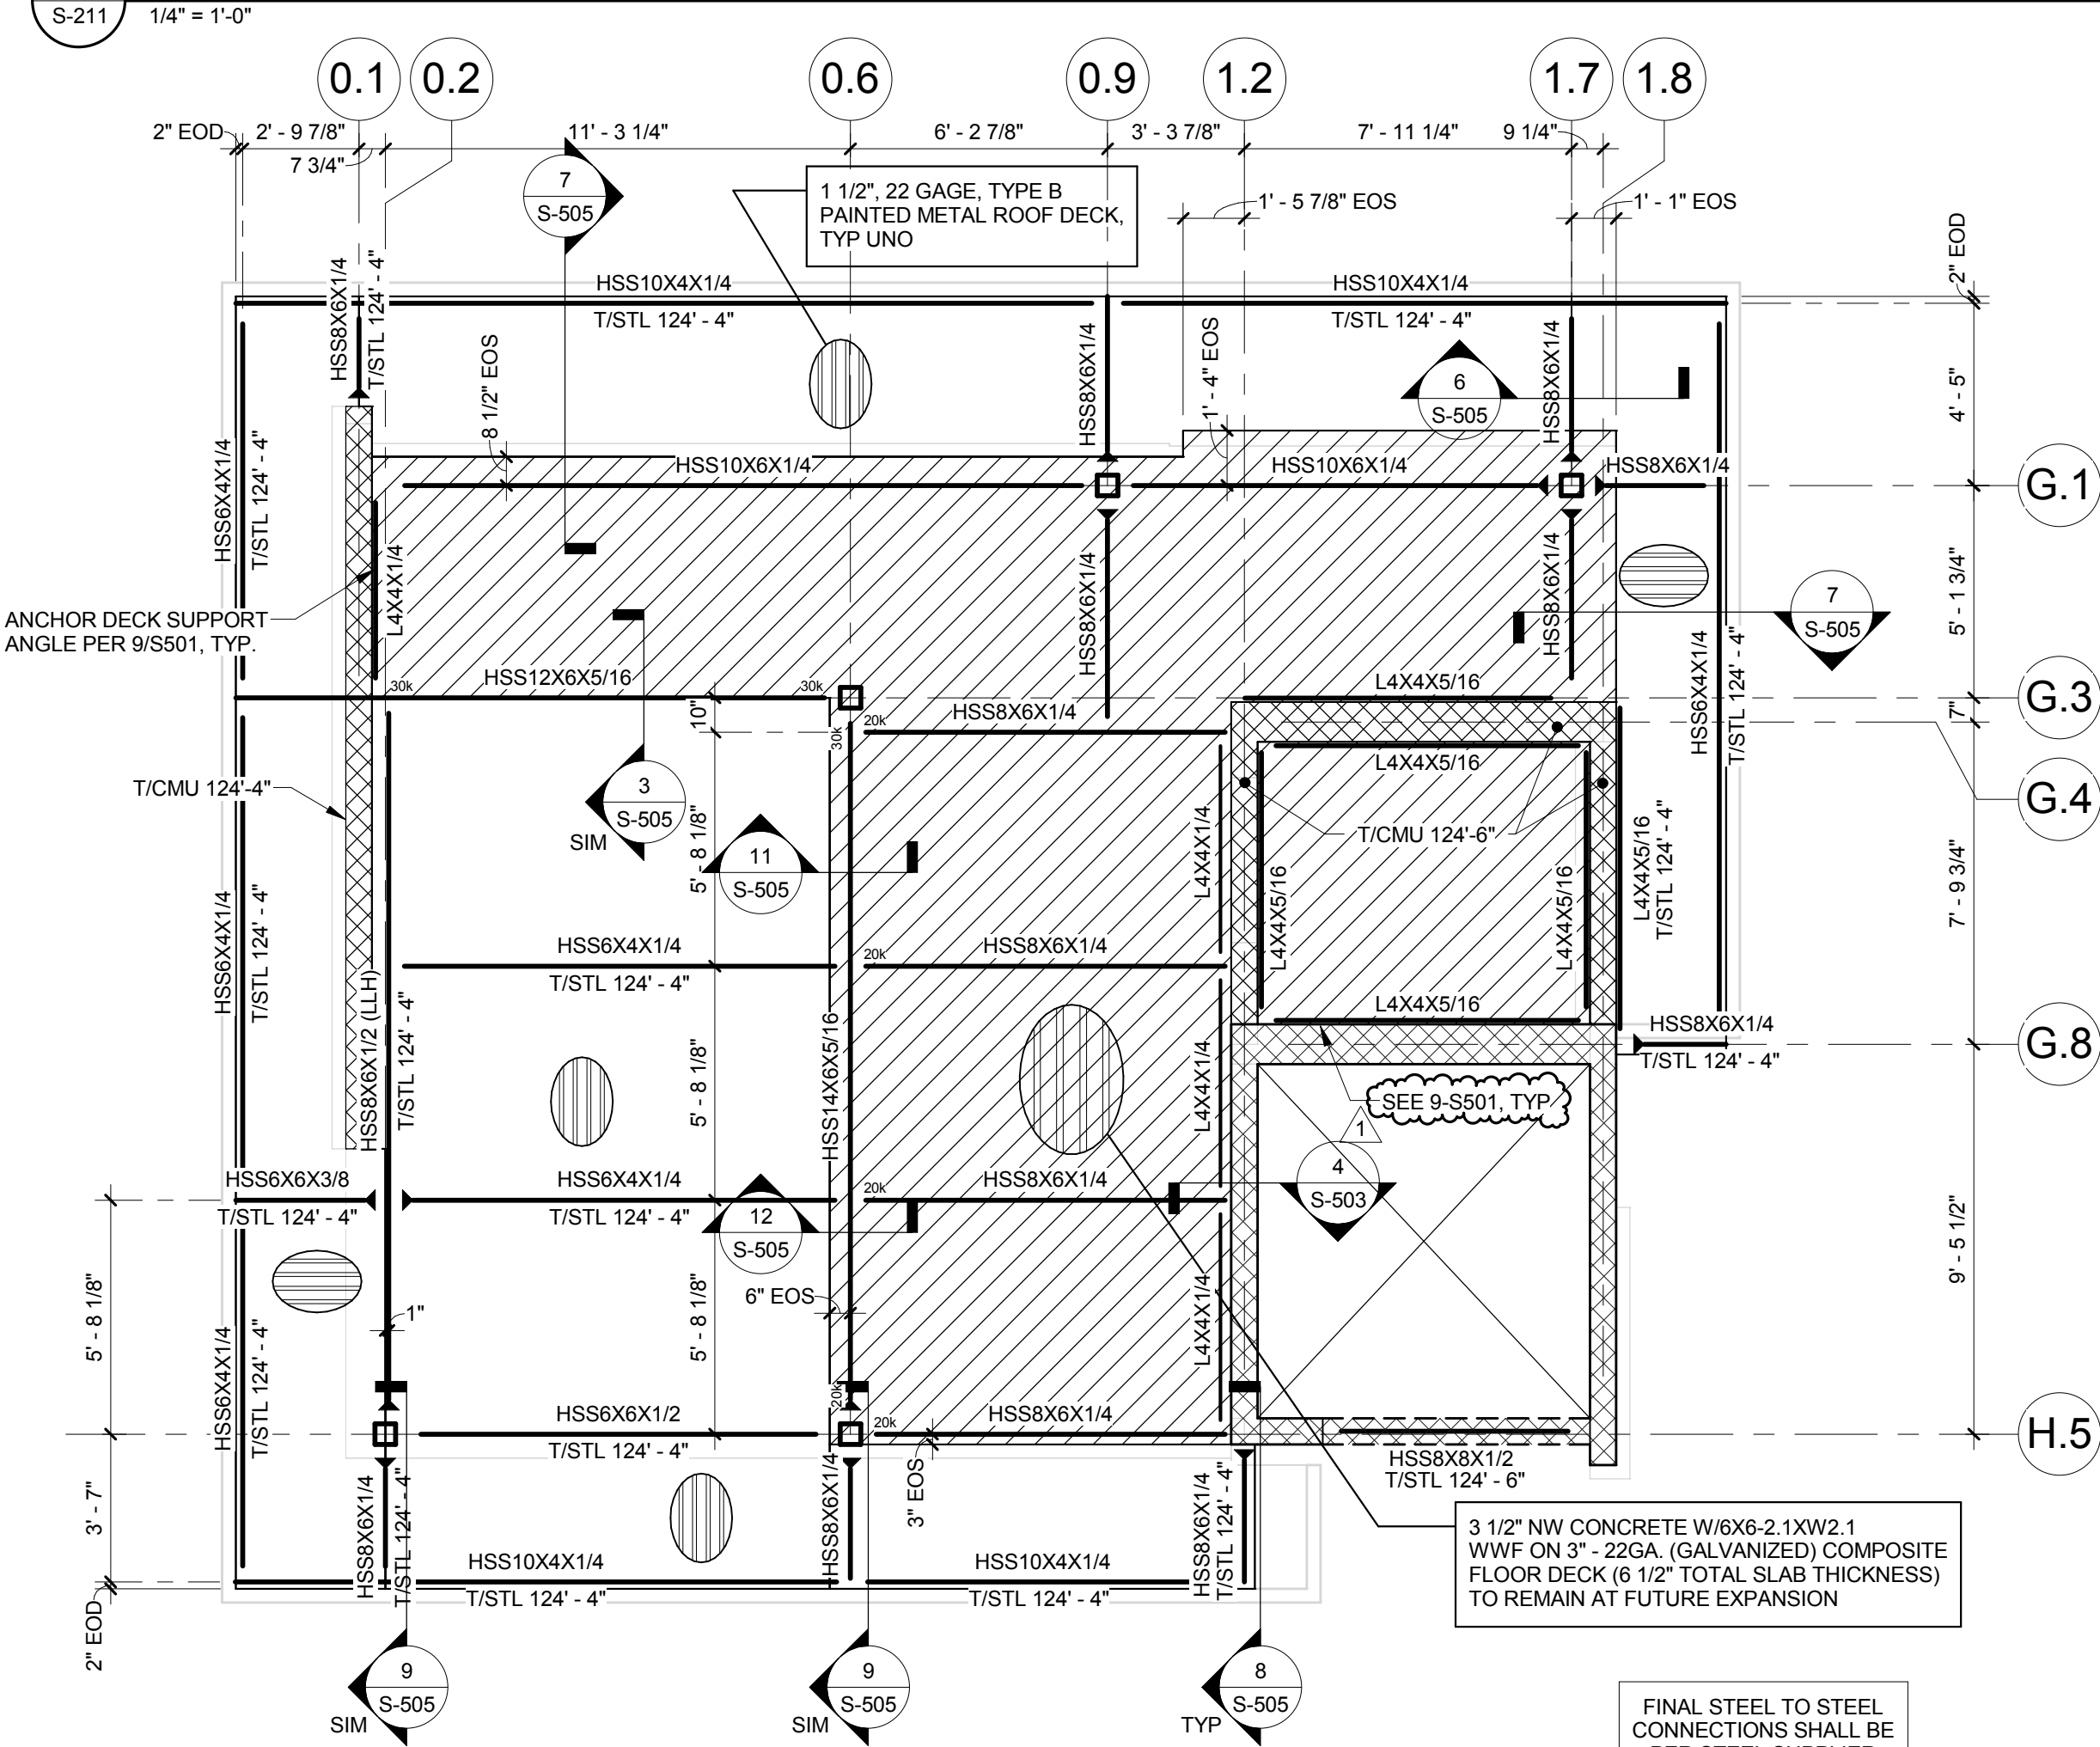 S-211
1/4" = 1'-0"
0.1
0.2
0.6
0.9
1.2
1.7
1.8
2" EOD
2' - 9 7/8"
7 3/4"
11' - 3 1/4"
6' - 2 7/8"
3' - 3 7/8"
7' - 11 1/4"
9 1/4"
7
S-505
1 1/2", 22 GAGE, TYPE B
PAINTED METAL ROOF DECK,
TYP UNO
1' - 5 7/8" EOS
1' - 1" EOS
2" EOD
HSS8X6X1/4
T/STL 124' - 4"
HSS10X4X1/4
T/STL 124' - 4"
HSS10X4X1/4
T/STL 124' - 4"
8 1/2" EOS
HSS8X6X1/4
1' - 4" EOS
6
S-505
HSS8X6X1/4
4' - 5"
HSS6X4X1/4
T/STL 124' - 4"
HSS10X6X1/4
HSS10X6X1/4
HSS8X6X1/4
G.1
L4X4X1/4
HSS8X6X1/4
HSS8X6X1/4
7
S-505
5' - 1 3/4"
ANCHOR DECK SUPPORT
ANGLE PER 9/S501, TYP.
HSS12X6X5/16
30k
30k
L4X4X5/16
HSS6X4X1/4
T/STL 124' - 4"
G.3
10"
30k
20k
HSS8X6X1/4
7"
L4X4X5/16
T/CMU 124'-4"
3
S-505
SIM
5' - 8 1/8"
11
S-505
L4X4X1/4
T/CMU 124'-6"
L4X4X5/16
T/STL 124' - 4"
G.4
7' - 9 3/4"
HSS6X4X1/4
T/STL 124' - 4"
HSS6X4X1/4
T/STL 124' - 4"
20k
HSS8X6X1/4
L4X4X5/16
L4X4X5/16
L4X4X5/16
HSS8X6X1/4
T/STL 124' - 4"
G.8
HSS8X6X1/2 (LLH)
T/STL 124' - 4"
5' - 8 1/8"
HSS14X6X5/16
L4X4X1/4
SEE 9-S501, TYP
1
4
S-503
HSS6X6X3/8
T/STL 124' - 4"
HSS6X4X1/4
T/STL 124' - 4"
20k
HSS8X6X1/4
12
S-505
9' - 5 1/2"
5' - 8 1/8"
HSS6X4X1/4
T/STL 124' - 4"
1"
5' - 8 1/8"
6" EOS
L4X4X1/4
HSS6X6X1/2
T/STL 124' - 4"
20k
20k
HSS8X6X1/4
H.5
HSS8X8X1/2
T/STL 124' - 6"
3' - 7"
HSS8X6X1/4
T/STL 124' - 4"
HSS8X6X1/4
3" EOS
HSS8X6X1/4
T/STL 124' - 4"
3 1/2" NW CONCRETE W/6X6-2.1XW2.1
WWF ON 3" - 22GA. (GALVANIZED) COMPOSITE
FLOOR DECK (6 1/2" TOTAL SLAB THICKNESS)
TO REMAIN AT FUTURE EXPANSION
HSS10X4X1/4
T/STL 124' - 4"
HSS10X4X1/4
T/STL 124' - 4"
2" EOD
9
S-505
SIM
9
S-505
SIM
8
S-505
TYP
FINAL STEEL TO STEEL
CONNECTIONS SHALL BE
PER STEEL SUPPLIER